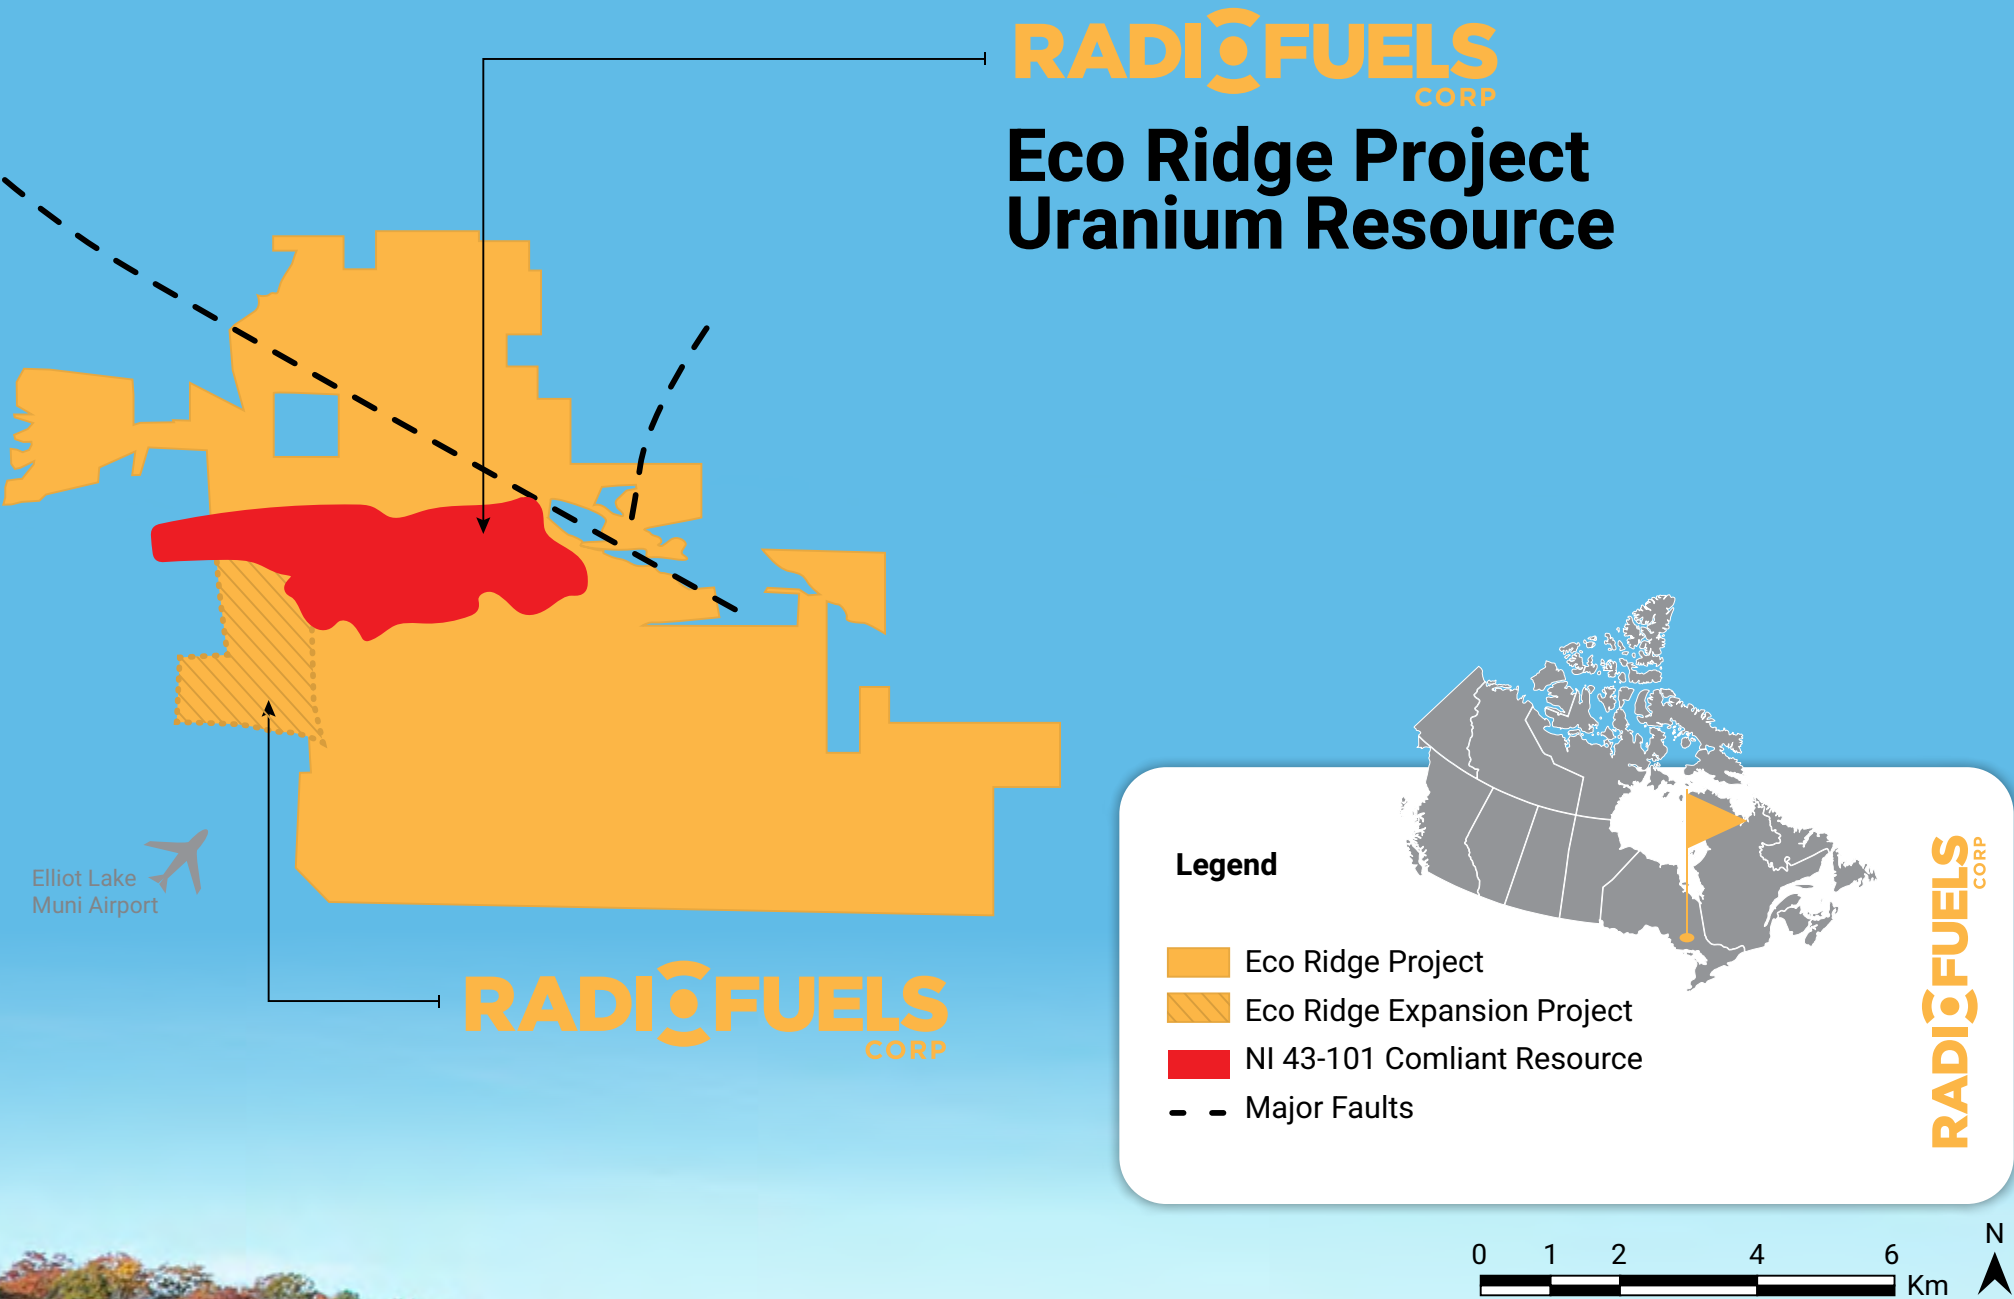 RADIOFUELS
CORP
Eco Ridge Project
Uranium Resource
Elliot Lake
Muni Airport
RADIOFUELS
CORP
Legend
Eco Ridge Project
Eco Ridge Expansion Project
NI 43-101 Comliant Resource
Major Faults
RADIOFUELS
CORP
0 1 2 4 6
Km
N